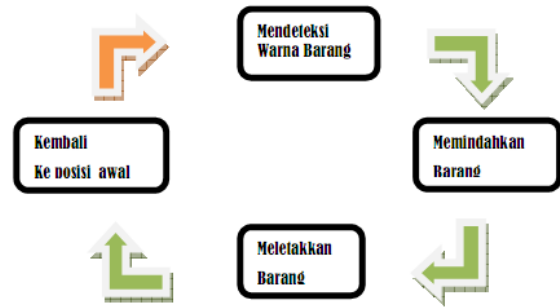 Mendeteksi
Warna Barang
Memindahkan
Barang
Meletakkan
Barang
Kembali
Ke posisi awal